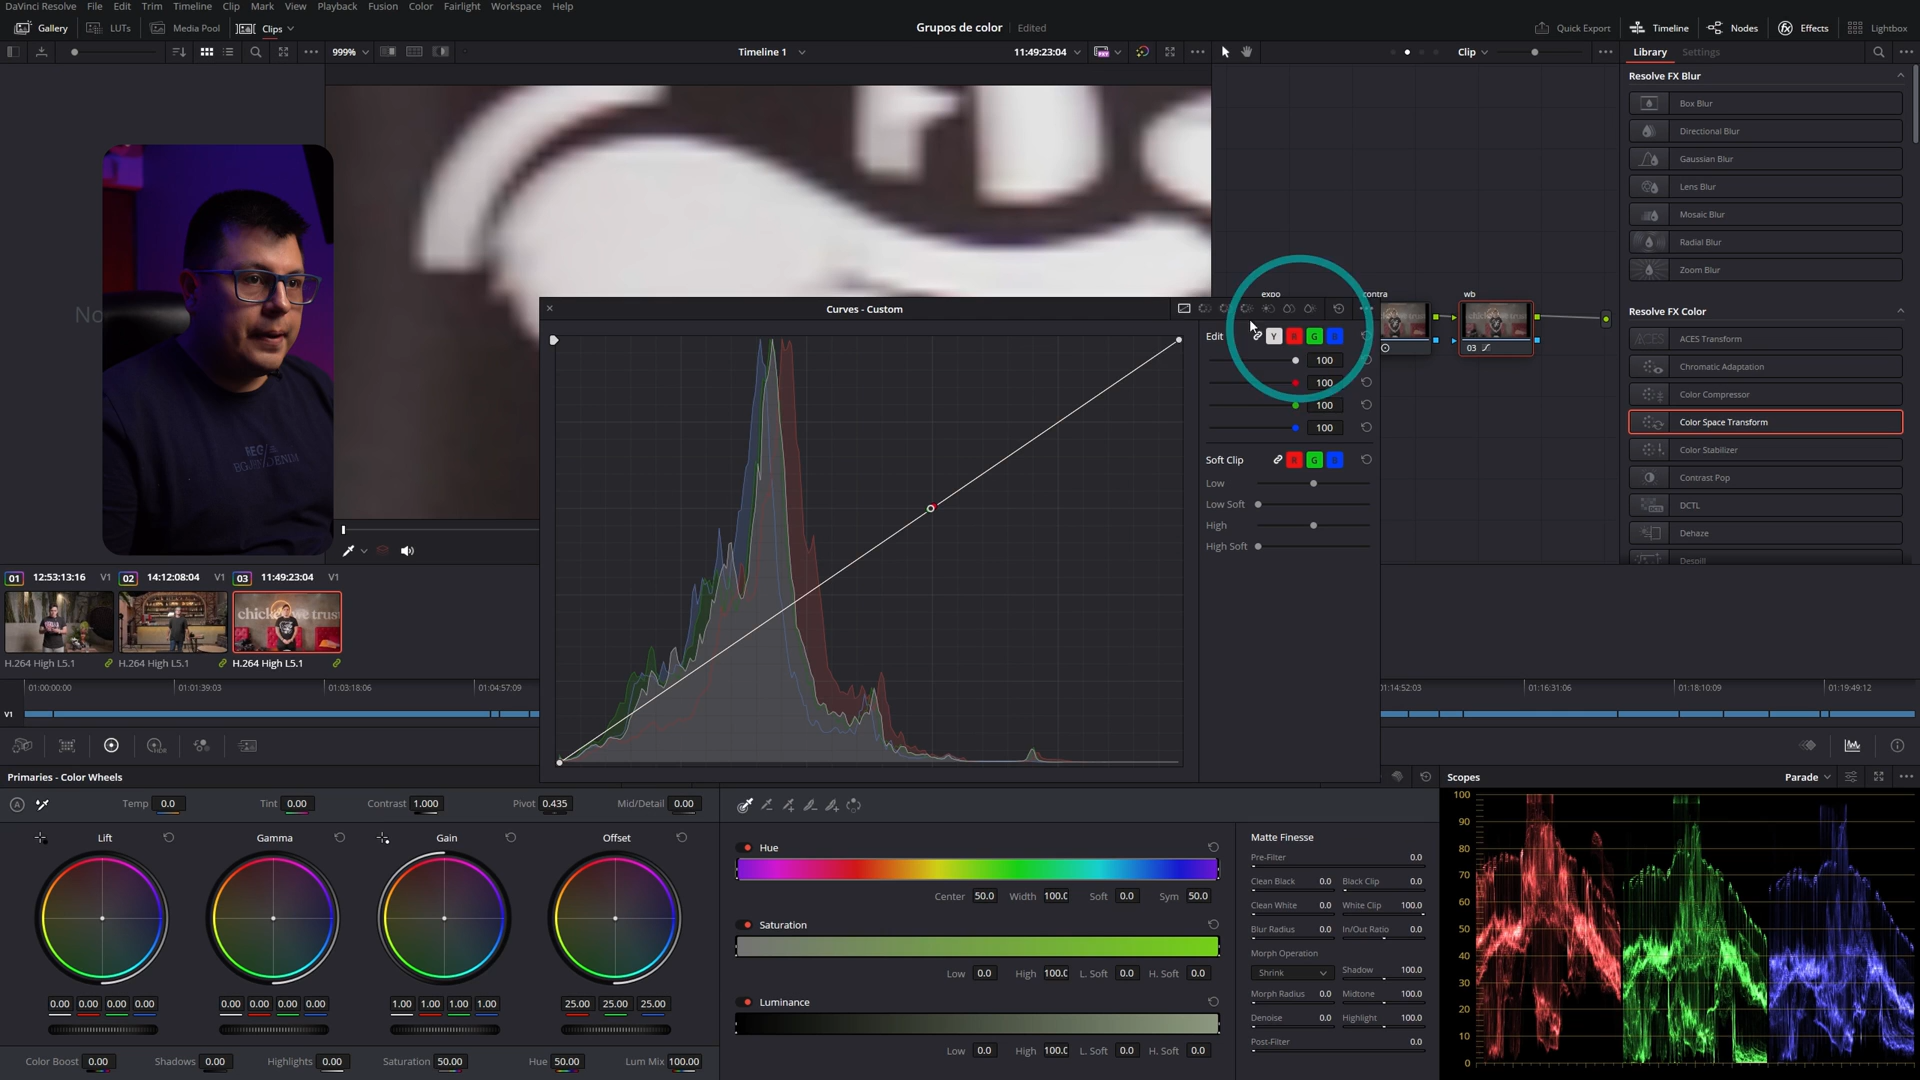 DaVinci Resolve File Edit Trim Timeline Clip Mark View Playback Fusion Color Fairlight Workspace Help
Gallery LUTs Media Pool Clips Grupos de color Edited Quick Export Timeline Nodes Effects Lightbox
999% Timeline 1 11:49:23:04 Clip Library Settings
Resolve FX Blur
Box Blur
Directional Blur
Gaussian Blur
Lens Blur
Mosaic Blur
Radial Blur
Zoom Blur
Resolve FX Color
ACES Transform
Chromatic Adaptation
Color Compressor
Color Space Transform
Color Stabilizer
Contrast Pop
DCTL
Dehaze
Despill
No
expo contra wb
03
Curves - Custom
Edit Y R G B
100
100
100
100
Soft Clip R G B
Low
Low Soft
High
High Soft
01 12:53:13:16 V1 02 14:12:08:04 V1 03 11:49:23:04 V1
chicken we trust
H.264 High L5.1 H.264 High L5.1 H.264 High L5.1
01:00:00:00 01:01:39:03 01:03:18:06 01:04:57:09 01:14:52:03 01:16:31:06 01:18:10:09 01:19:49:12
V1
Primaries - Color Wheels
Temp 0.0 Tint 0.00 Contrast 1.000 Pivot 0.435 Mid/Detail 0.00
Lift Gamma Gain Offset
0.00 0.00 0.00 0.00 0.00 0.00 0.00 0.00 1.00 1.00 1.00 1.00 25.00 25.00 25.00
Color Boost 0.00 Shadows 0.00 Highlights 0.00 Saturation 50.00 Hue 50.00 Lum Mix 100.00
Hue
Center 50.0 Width 100.0 Soft 0.0 Sym 50.0
Saturation
Low 0.0 High 100.0 L. Soft 0.0 H. Soft 0.0
Luminance
Low 0.0 High 100.0 L. Soft 0.0 H. Soft 0.0
Matte Finesse
Pre-Filter 0.0
Clean Black 0.0 Black Clip 0.0
Clean White 0.0 White Clip 100.0
Blur Radius 0.0 In/Out Ratio 0.0
Morph Operation
Shrink Shadow 100.0
Morph Radius 0.0 Midtone 100.0
Denoise 0.0 Highlight 100.0
Post-Filter 0.0
Scopes Parade
100
90
80
70
60
50
40
30
20
10
0